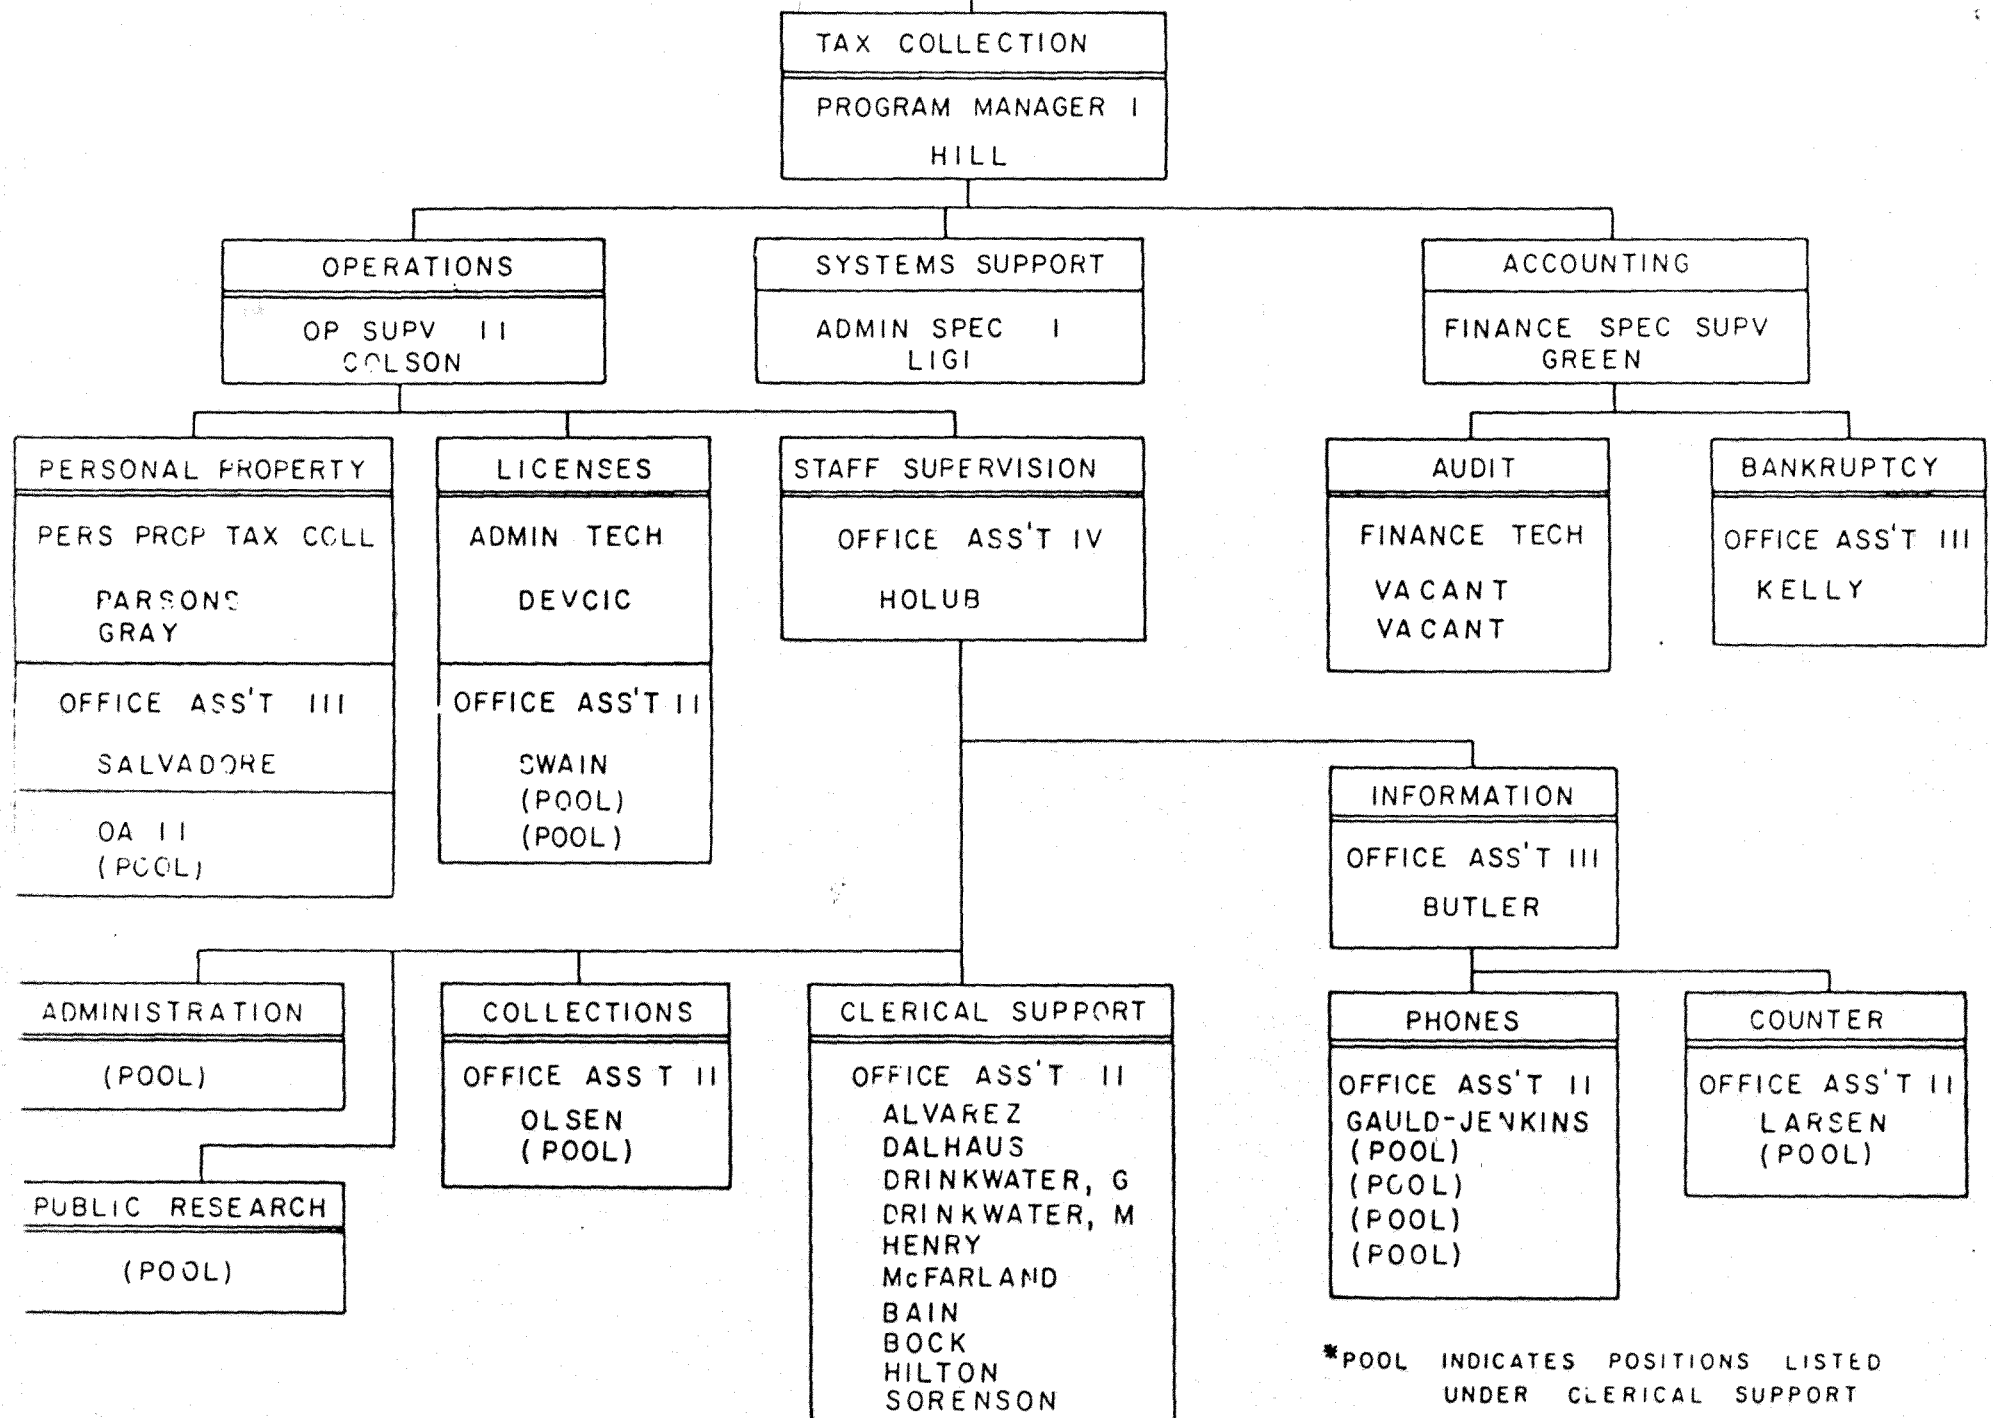 TAX COLLECTION
PROGRAM MANAGER I
HILL
OPERATIONS
OP SUPV II
COLSON
SYSTEMS SUPPORT
ADMIN SPEC I
LIGI
ACCOUNTING
FINANCE SPEC SUPV
GREEN
PERSONAL PROPERTY
PERS PROP TAX COLL
PARSONS
GRAY
OFFICE ASS'T III
SALVADORE
OA II
(POOL)
LICENSES
ADMIN TECH
DEVCIC
OFFICE ASS'T II
SWAIN
(POOL)
(POOL)
STAFF SUPERVISION
OFFICE ASS'T IV
HOLUB
AUDIT
FINANCE TECH
VACANT
VACANT
BANKRUPTCY
OFFICE ASS'T III
KELLY
INFORMATION
OFFICE ASS'T III
BUTLER
ADMINISTRATION
(POOL)
PUBLIC RESEARCH
(POOL)
COLLECTIONS
OFFICE ASS T II
OLSEN
(POOL)
CLERICAL SUPPORT
OFFICE ASS'T II
ALVAREZ
DALHAUS
DRINKWATER, G
DRINKWATER, M
HENRY
McFARLAND
BAIN
BOCK
HILTON
SORENSON
PHONES
OFFICE ASS'T II
GAULD-JENKINS
(POOL)
(POOL)
(POOL)
(POOL)
COUNTER
OFFICE ASS'T II
LARSEN
(POOL)
*POOL INDICATES POSITIONS LISTED
UNDER CLERICAL SUPPORT